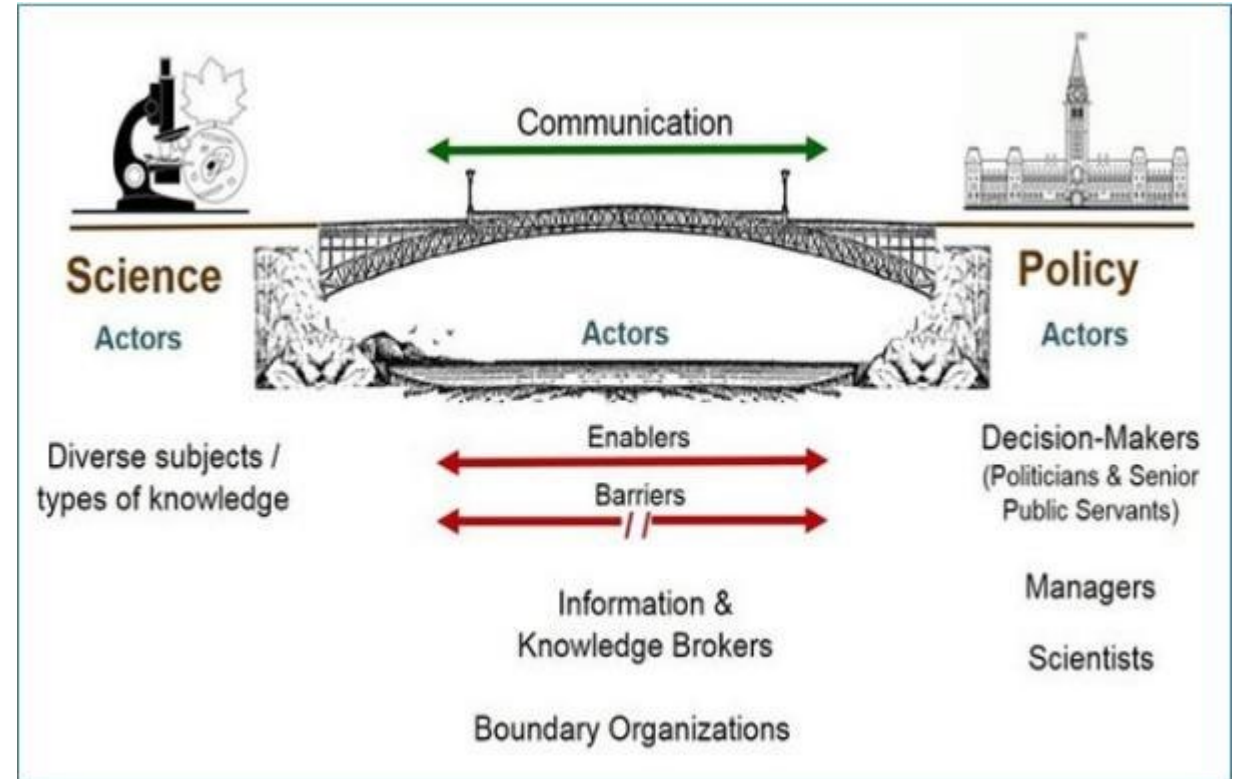 Communication
Science
Actors
Diverse subjects /
types of knowledge
Actors
Enablers
Barriers
Information &
Knowledge Brokers
Boundary Organizations
Policy
Actors
Decision-Makers
(Politicians & Senior
Public Servants)
Managers
Scientists